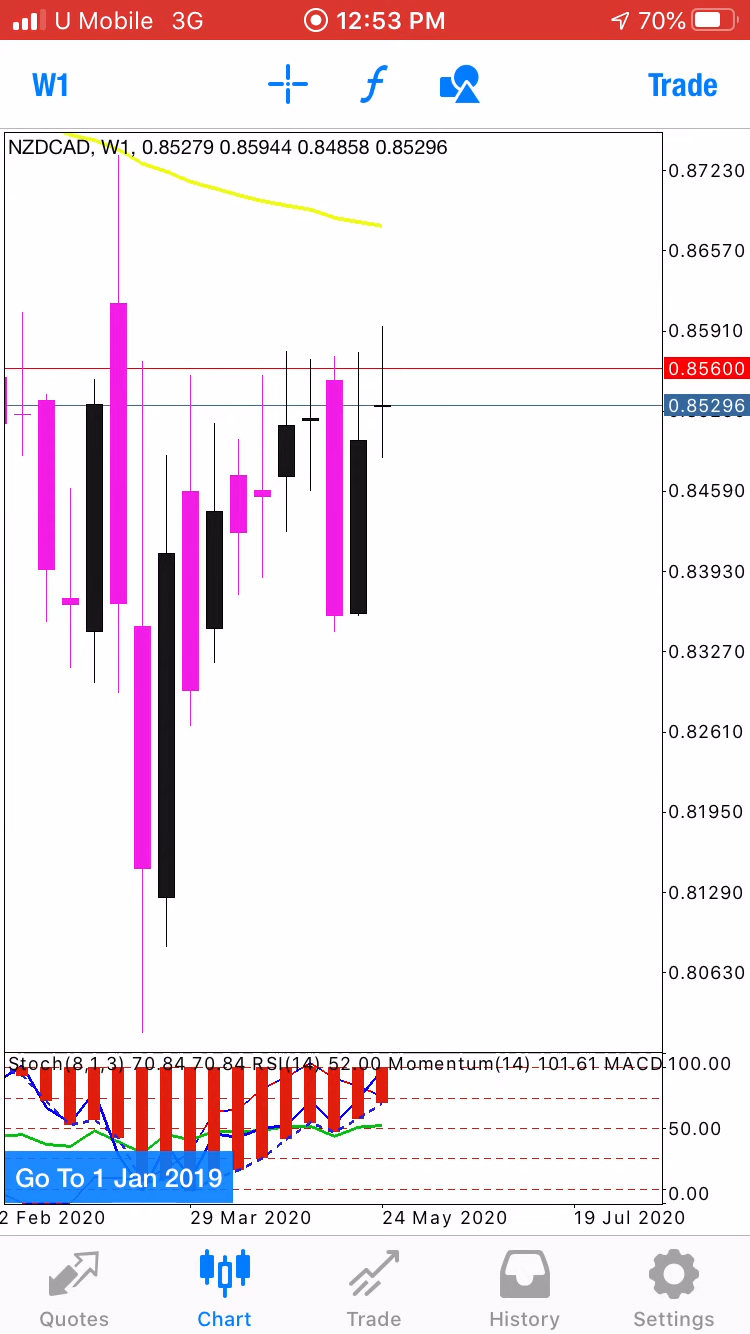 U Mobile 3G 12:53 PM 70%
W1 f Trade
NZDCAD, W1, 0.85279 0.85944 0.84858 0.85296
0.87230
0.86570
0.85910
0.85600
0.85296
0.84590
0.83930
0.83270
0.82610
0.81950
0.81290
0.80630
Stoch(8,1,3) 70.84 70.84 RSI(14) 52.00 Momentum(14) 101.61 MACD
100.00
50.00
0.00
Go To 1 Jan 2019
2 Feb 2020 29 Mar 2020 24 May 2020 19 Jul 2020
Quotes Chart Trade History Settings